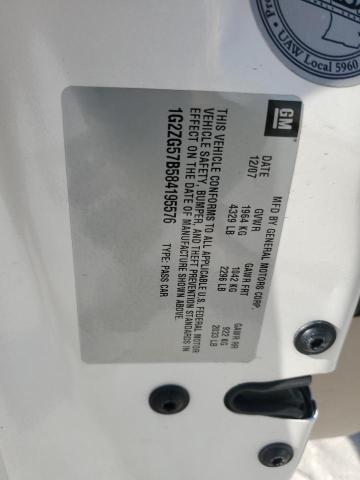 UAW Local 5960
GM
MFD BY GENERAL MOTORS CORP.
DATE GVWR GAWR FRT GAWR RR
12/07 1964 KG 1042 KG 922 KG
4329 LB 2296 LB 2033 LB
THIS VEHICLE CONFORMS TO ALL APPLICABLE U.S. FEDERAL MOTOR
VEHICLE SAFETY, BUMPER, AND THEFT PREVENTION STANDARDS IN
EFFECT ON THE DATE OF MANUFACTURE SHOWN ABOVE.
1G2ZG57B584195576 TYPE: PASS CAR